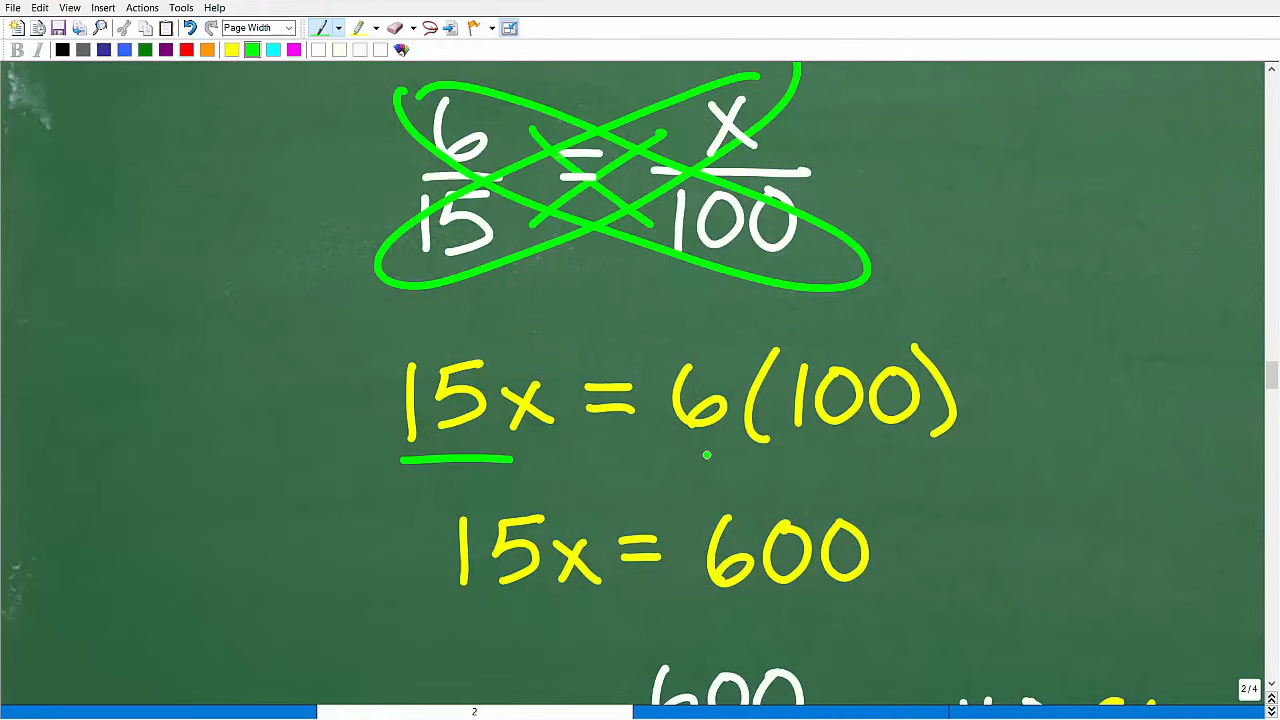 File Edit View Insert Actions Tools Help
Page Width
B I
6/15 = x/100
15x = 6(100)
15x = 600
600
2/4
2